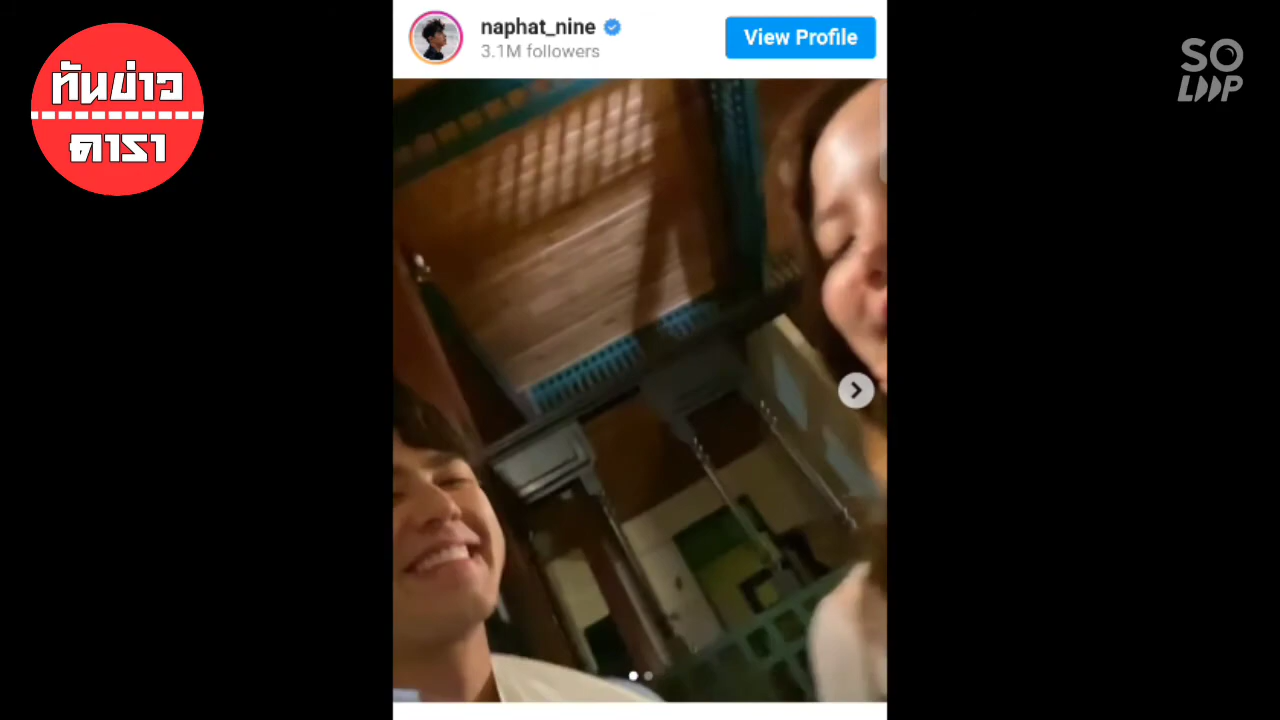 ทันข่าว
ดารา
naphat_nine
3.1M followers
View Profile
SO
LOOP